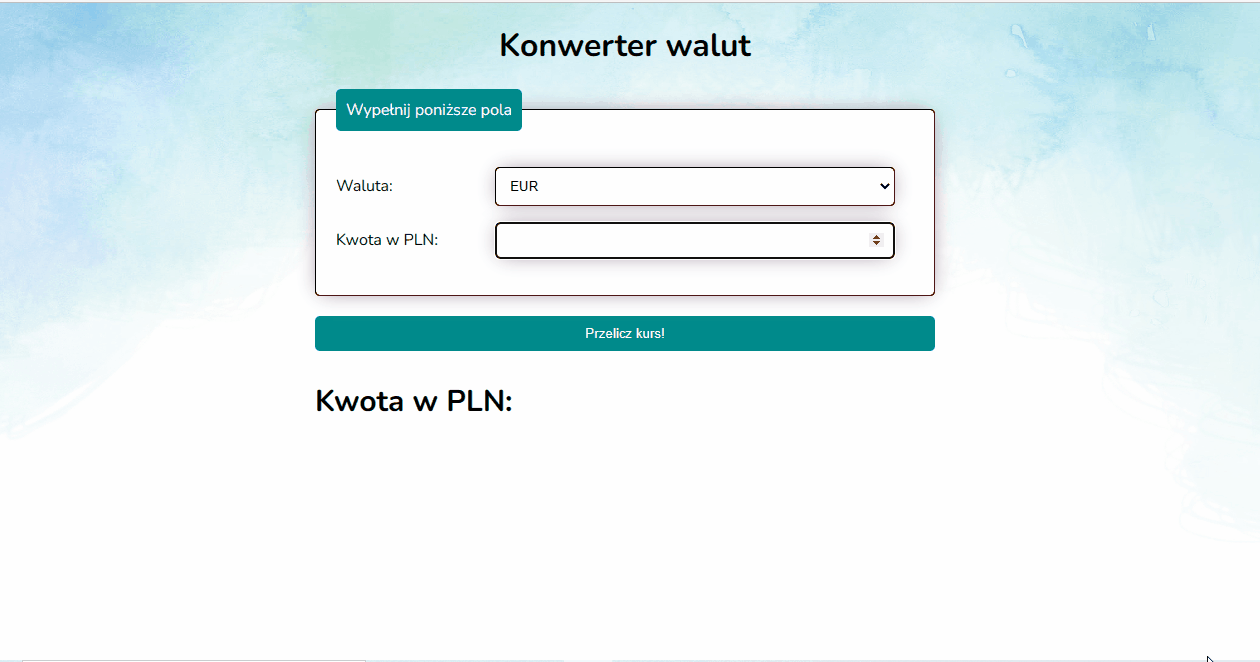 Konwerter walut
Wypełnij poniższe pola
Waluta:
EUR
Kwota w PLN:
Przelicz kurs!
Kwota w PLN: